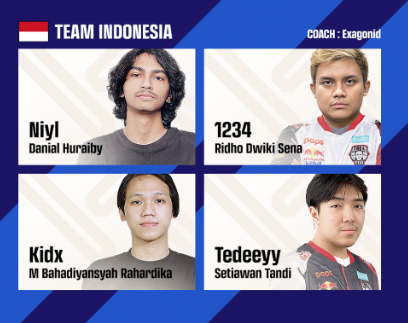 TEAM INDONESIA
COACH : Exagonid
Niyl
Danial Huraiby
1234
Ridho Dwiki Sena
Kidx
M Bahadiyansyah Rahardika
Tedeeyy
Setiawan Tandi